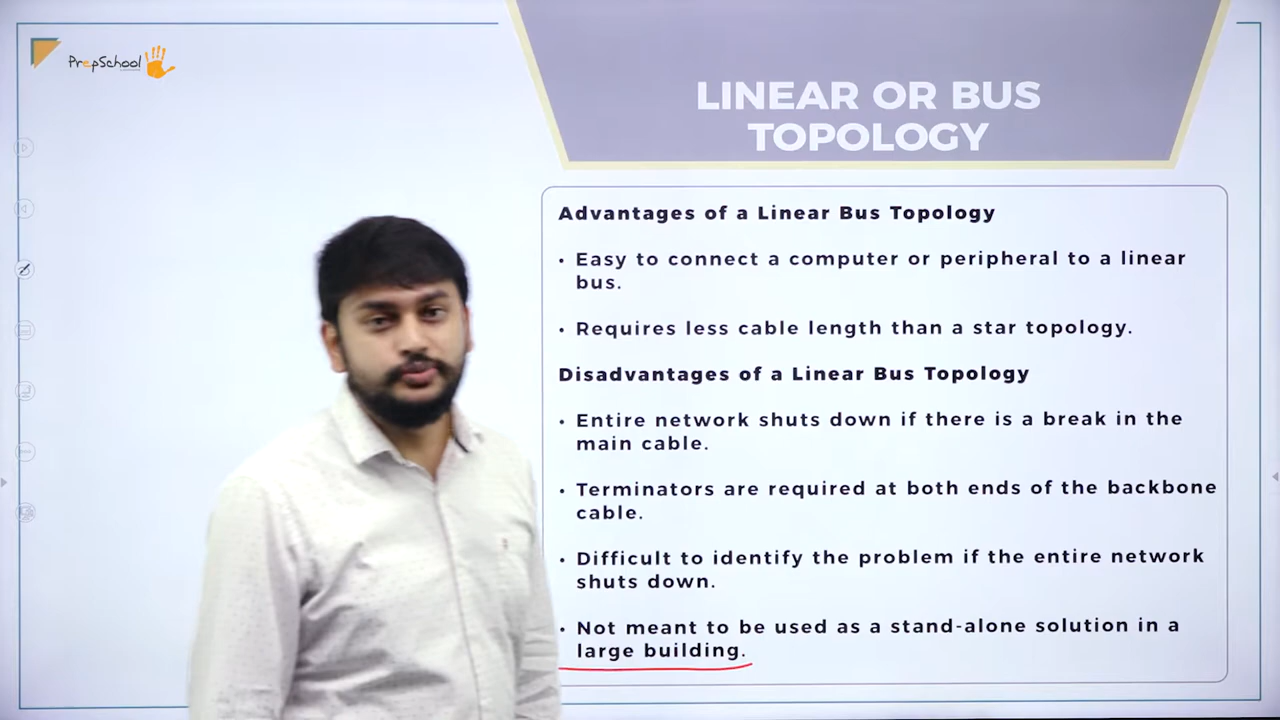 PrepSchool
LINEAR OR BUS
TOPOLOGY
Advantages of a Linear Bus Topology
• Easy to connect a computer or peripheral to a linear
bus.
• Requires less cable length than a star topology.
Disadvantages of a Linear Bus Topology
• Entire network shuts down if there is a break in the
main cable.
• Terminators are required at both ends of the backbone
cable.
• Difficult to identify the problem if the entire network
shuts down.
• Not meant to be used as a stand-alone solution in a
large building.